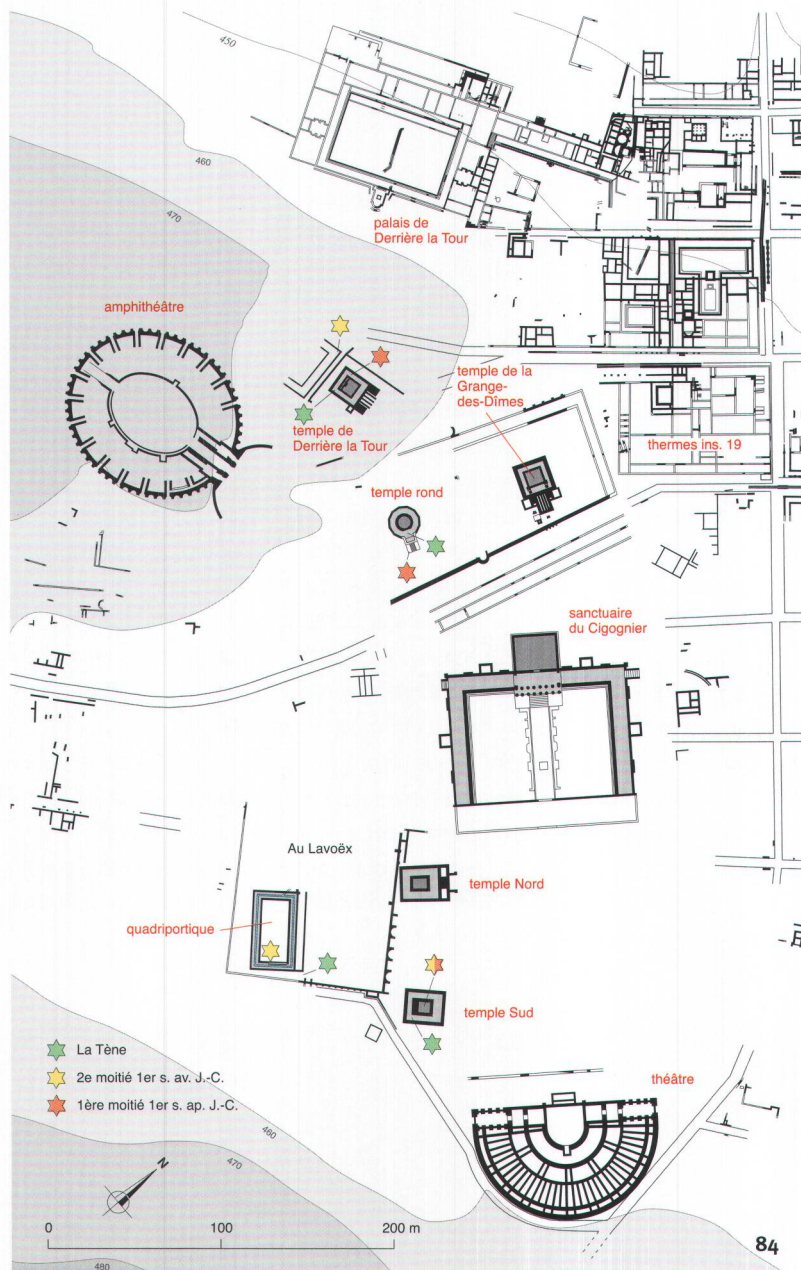 450
460
470
palais de
Derrière la Tour
amphithéâtre
temple de la
Grange-
des-Dîmes
temple de
Derrière la Tour
thermes ins. 19
temple rond
sanctuaire
du Cigognier
Au Lavoëx
temple Nord
quadriportique
temple Sud
La Tène
2e moitié 1er s. av. J.-C.
théâtre
1ère moitié 1er s. ap. J.-C.
460
470
N
0 100 200 m
480
84